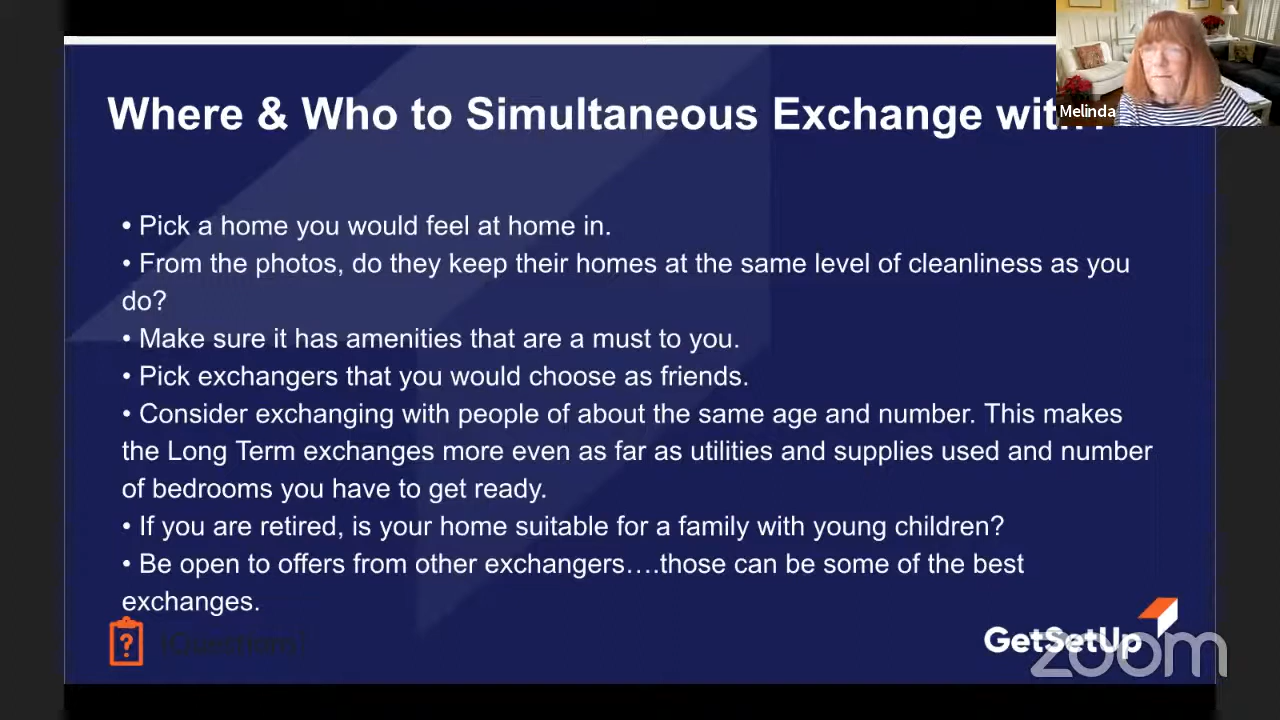 Where & Who to Simultaneous Exchange with?
Melinda
• Pick a home you would feel at home in.
• From the photos, do they keep their homes at the same level of cleanliness as you
do?
• Make sure it has amenities that are a must to you.
• Pick exchangers that you would choose as friends.
• Consider exchanging with people of about the same age and number. This makes
the Long Term exchanges more even as far as utilities and supplies used and number
of bedrooms you have to get ready.
• If you are retired, is your home suitable for a family with young children?
• Be open to offers from other exchangers….those can be some of the best
exchanges.
?
GetSetUp
zoom